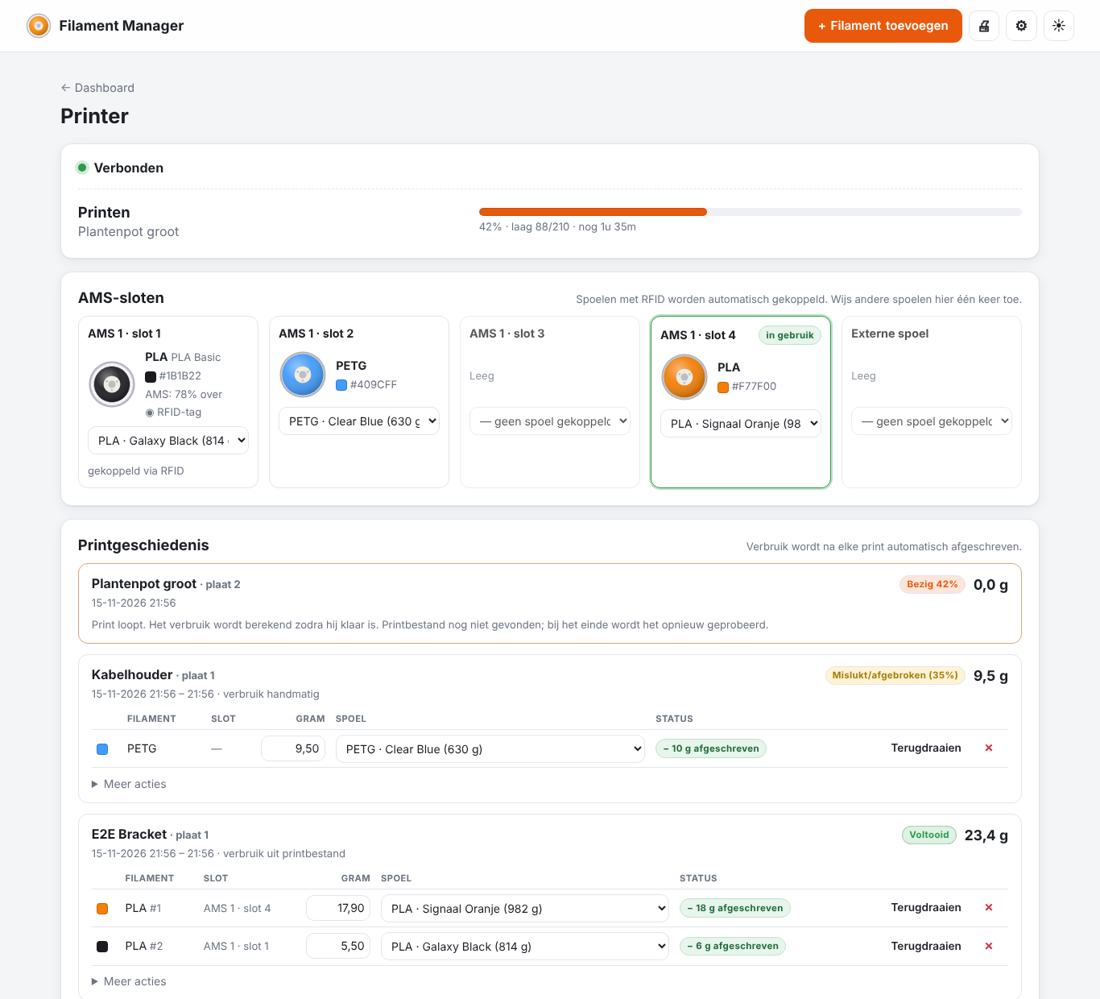 Filament Manager
+ Filament toevoegen
← Dashboard
Printer
Verbonden
Printen
Plantenpot groot
42% · laag 88/210 · nog 1u 35m
AMS-sloten
Spoelen met RFID worden automatisch gekoppeld. Wijs andere spoelen hier één keer toe.
AMS 1 · slot 1
PLA PLA Basic
#1B1B22
AMS: 78% over
◉ RFID-tag
PLA · Galaxy Black (814
gekoppeld via RFID
AMS 1 · slot 2
PETG
#409CFF
PETG · Clear Blue (630 g
AMS 1 · slot 3
Leeg
— geen spoel gekoppeld
AMS 1 · slot 4
in gebruik
PLA
#F77F00
PLA · Signaal Oranje (98
Externe spoel
Leeg
— geen spoel gekoppeld
Printgeschiedenis
Verbruik wordt na elke print automatisch afgeschreven.
Plantenpot groot · plaat 2
Bezig 42% 0,0 g
15-11-2026 21:56
Print loopt. Het verbruik wordt berekend zodra hij klaar is. Printbestand nog niet gevonden; bij het einde wordt het opnieuw geprobeerd.
Kabelhouder · plaat 1
Mislukt/afgebroken (35%) 9,5 g
15-11-2026 21:56 – 21:56 · verbruik handmatig
FILAMENT SLOT GRAM SPOEL STATUS
PETG — 9,50 PETG · Clear Blue (630 g) − 10 g afgeschreven Terugdraaien ×
▶ Meer acties
E2E Bracket · plaat 1
Voltooid 23,4 g
15-11-2026 21:56 – 21:56 · verbruik uit printbestand
FILAMENT SLOT GRAM SPOEL STATUS
PLA #1 AMS 1 · slot 4 17,90 PLA · Signaal Oranje (982 g) − 18 g afgeschreven Terugdraaien ×
PLA #2 AMS 1 · slot 1 5,50 PLA · Galaxy Black (814 g) − 6 g afgeschreven Terugdraaien ×
▶ Meer acties